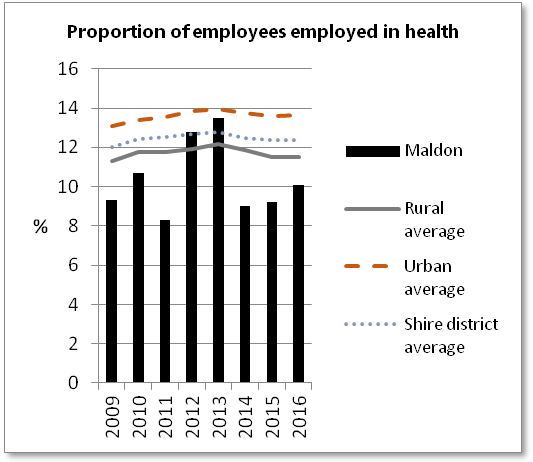 Proportion of employees employed in health
16
14
12
10
8
6
4
2
0
%
2009
2010
2011
2012
2013
2014
2015
2016
Maldon
Rural
average
Urban
average
Shire district
average